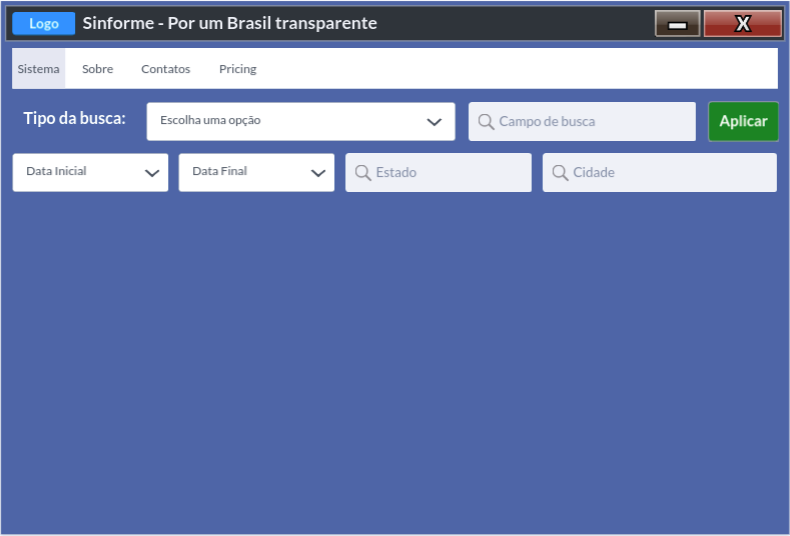 Logo Sinforme - Por um Brasil transparente X
Sistema Sobre Contatos Pricing
Tipo da busca: Escolha uma opção Campo de busca Aplicar
Data Inicial Data Final Estado Cidade